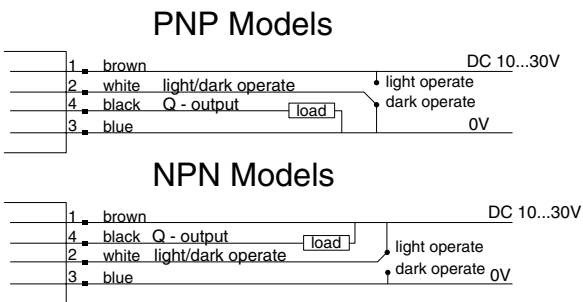 PNP Models
1 brown DC 10...30V
2 white light/dark operate light operate
4 black Q - output load dark operate
3 blue 0V
NPN Models
1 brown DC 10...30V
4 black Q - output load light operate
2 white light/dark operate
3 blue dark operate 0V